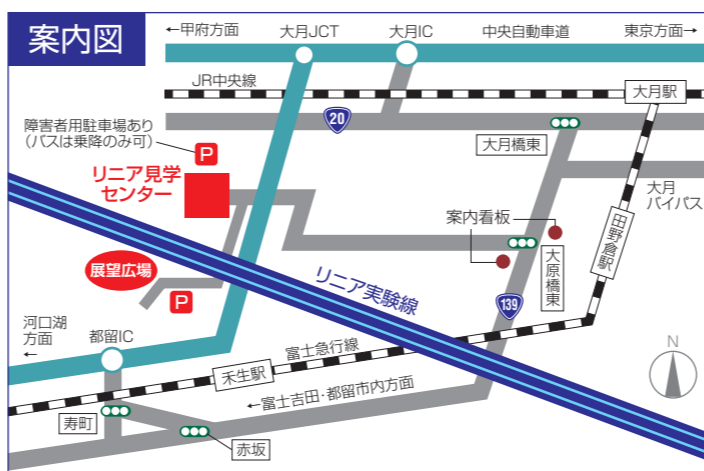 案内図
←甲府方面
大月JCT
大月IC
中央自動車道
東京方面→
JR中央線
大月駅
障害者用駐車場あり
(バスは乗降のみ可)
P
20
大月橋東
リニア見学
センター
大月
バイパス
案内看板
田野倉駅
展望広場
P
リニア実験線
大原橋東
139
河口湖
方面
←
都留IC
富士急行線
禾生駅
N
←富士吉田・都留市内方面
寿町
赤坂